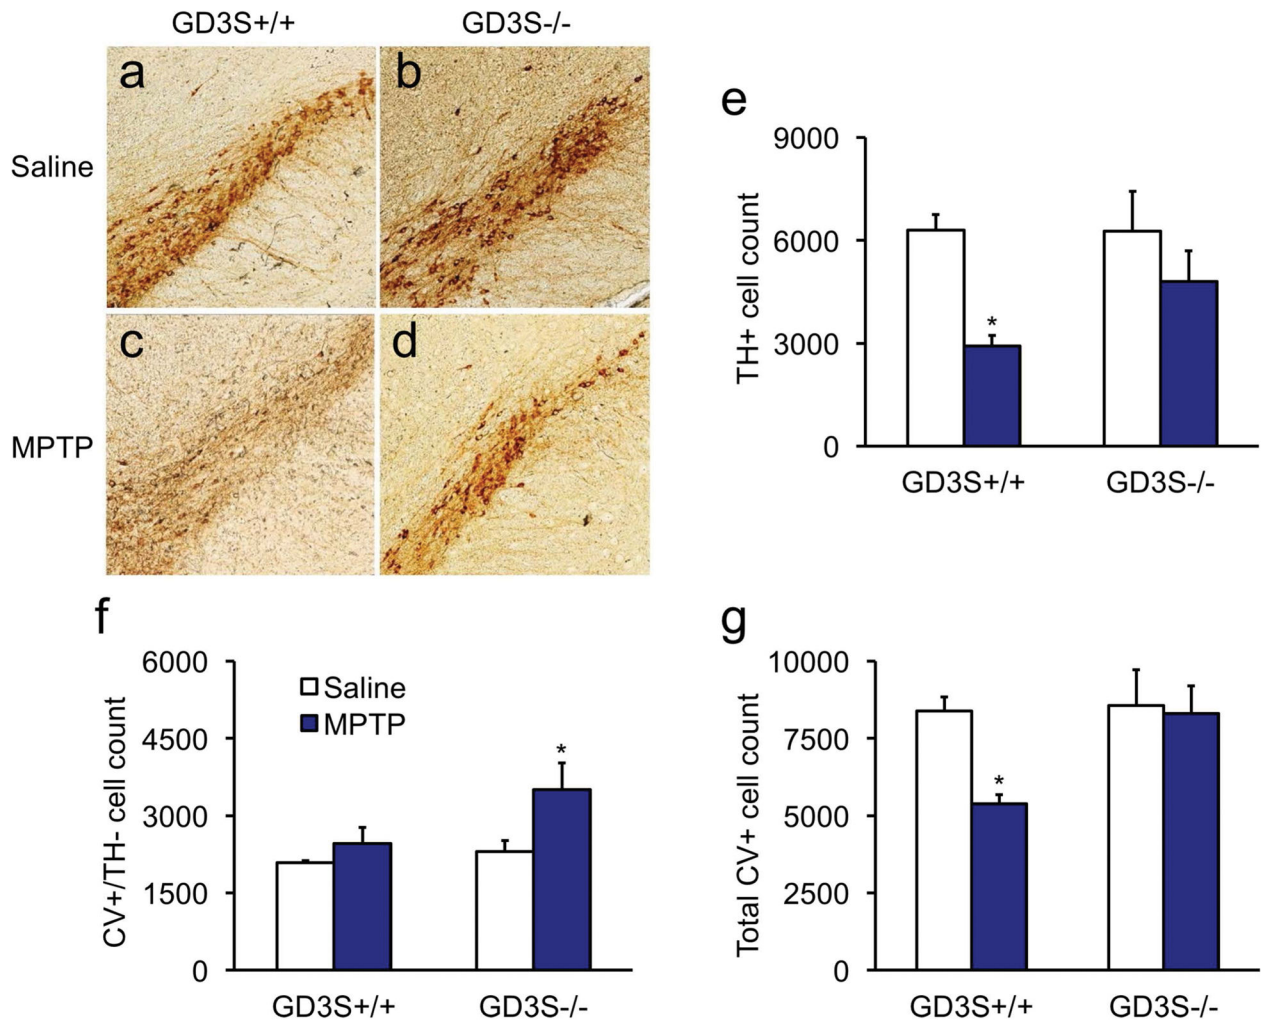 GD3S+/+ GD3S-/-
a b
Saline
c d
MPTP
e
9000
6000
3000
0
TH+ cell count
*
GD3S+/+ GD3S-/-
f
6000
4500
3000
1500
0
CV+/TH- cell count
Saline
MPTP
*
GD3S+/+ GD3S-/-
g
10000
7500
5000
2500
0
Total CV+ cell count
*
GD3S+/+ GD3S-/-